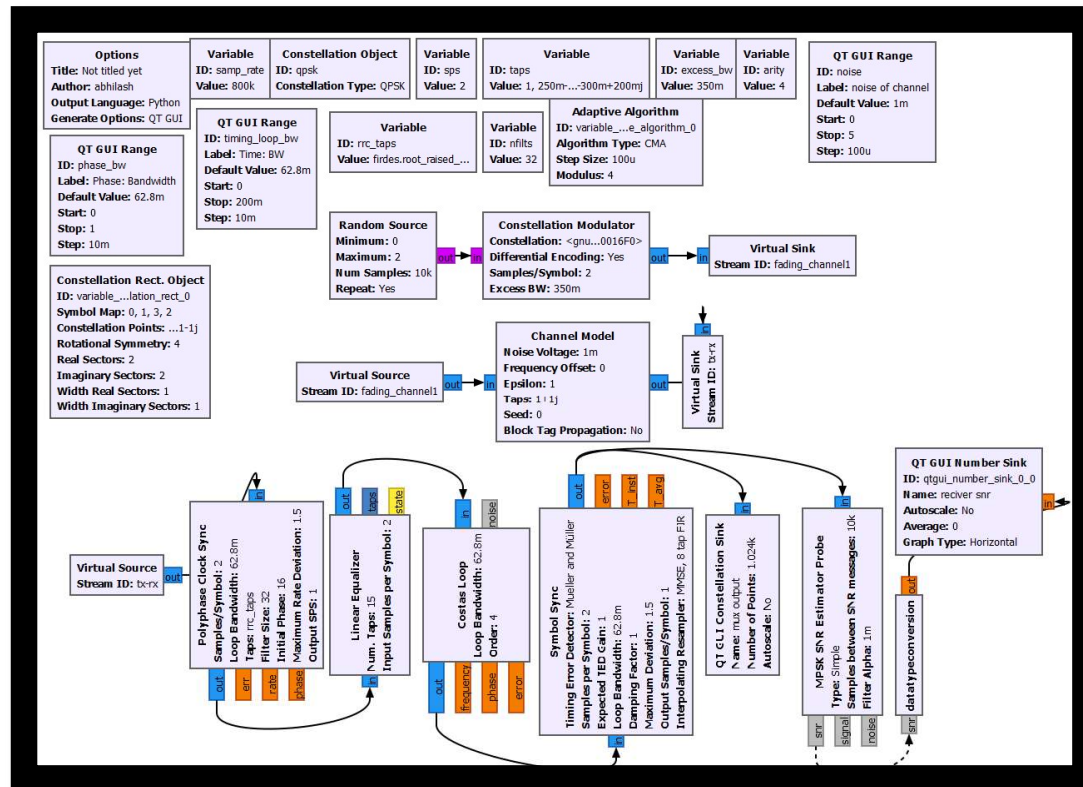 Options
Title: Not titled yet
Author: abhilash
Output Language: Python
Generate Options: QT GUI
Variable
ID: samp_rate
Value: 800k
Constellation Object
ID: qpsk
Constellation Type: QPSK
Variable
ID: sps
Value: 2
Variable
ID: taps
Value: 1, 250m-...-300m+200mj
Variable
ID: excess_bw
Value: 350m
Variable
ID: arity
Value: 4
QT GUI Range
ID: noise
Label: noise of channel
Default Value: 1m
Start: 0
Stop: 5
Step: 100u
QT GUI Range
ID: phase_bw
Label: Phase: Bandwidth
Default Value: 62.8m
Start: 0
Stop: 1
Step: 10m
QT GUI Range
ID: timing_loop_bw
Label: Time: BW
Default Value: 62.8m
Start: 0
Stop: 200m
Step: 10m
Variable
ID: rrc_taps
Value: firdes.root_raised_...
Variable
ID: nfilts
Value: 32
Adaptive Algorithm
ID: variable_...e_algorithm_0
Algorithm Type: CMA
Step Size: 100u
Modulus: 4
Random Source
Minimum: 0
Maximum: 2
Num Samples: 10k
Repeat: Yes
out
in
Constellation Modulator
Constellation: <gnu...0016F0>
Differential Encoding: Yes
Samples/Symbol: 2
Excess BW: 350m
out
in
Virtual Sink
Stream ID: fading_channel1
Constellation Rect. Object
ID: variable_...lation_rect_0
Symbol Map: 0, 1, 3, 2
Constellation Points: ...1-1j
Rotational Symmetry: 4
Real Sectors: 2
Imaginary Sectors: 2
Width Real Sectors: 1
Width Imaginary Sectors: 1
Virtual Source
Stream ID: fading_channel1
out
in
Channel Model
Noise Voltage: 1m
Frequency Offset: 0
Epsilon: 1
Taps: 1+1j
Seed: 0
Block Tag Propagation: No
out
in
Virtual Sink
Stream ID: tx-rx
Virtual Source
Stream ID: tx-rx
out
in
Polyphase Clock Sync
Samples/Symbol: 2
Loop Bandwidth: 62.8m
Taps: rrc_taps
Filter Size: 32
Initial Phase: 16
Maximum Rate Deviation: 1.5
Output SPS: 1
out
err
rate
phase
out
taps
state
Linear Equalizer
Num. Taps: 15
Input Samples per Symbol: 2
in
in
noise
Costas Loop
Loop Bandwidth: 62.8m
Order: 4
out
frequency
phase
error
out
error
T_inst
T_avg
Symbol Sync
Timing Error Detector: Mueller and Müller
Samples per Symbol: 2
Expected TED Gain: 1
Loop Bandwidth: 62.8m
Damping Factor: 1
Maximum Deviation: 1.5
Output Samples/Symbol: 1
Interpolating Resampler: MMSE, 8 tap FIR
in
in
QT GUI Constellation Sink
Name: mux output
Number of Points: 1.024k
Autoscale: No
in
MPSK SNR Estimator Probe
Type: Simple
Samples between SNR messages: 10k
Filter Alpha: 1m
snr
signal
noise
out
datatypeconversion
snr
QT GUI Number Sink
ID: qtgui_number_sink_0_0
Name: reciver snr
Autoscale: No
Average: 0
Graph Type: Horizontal
in